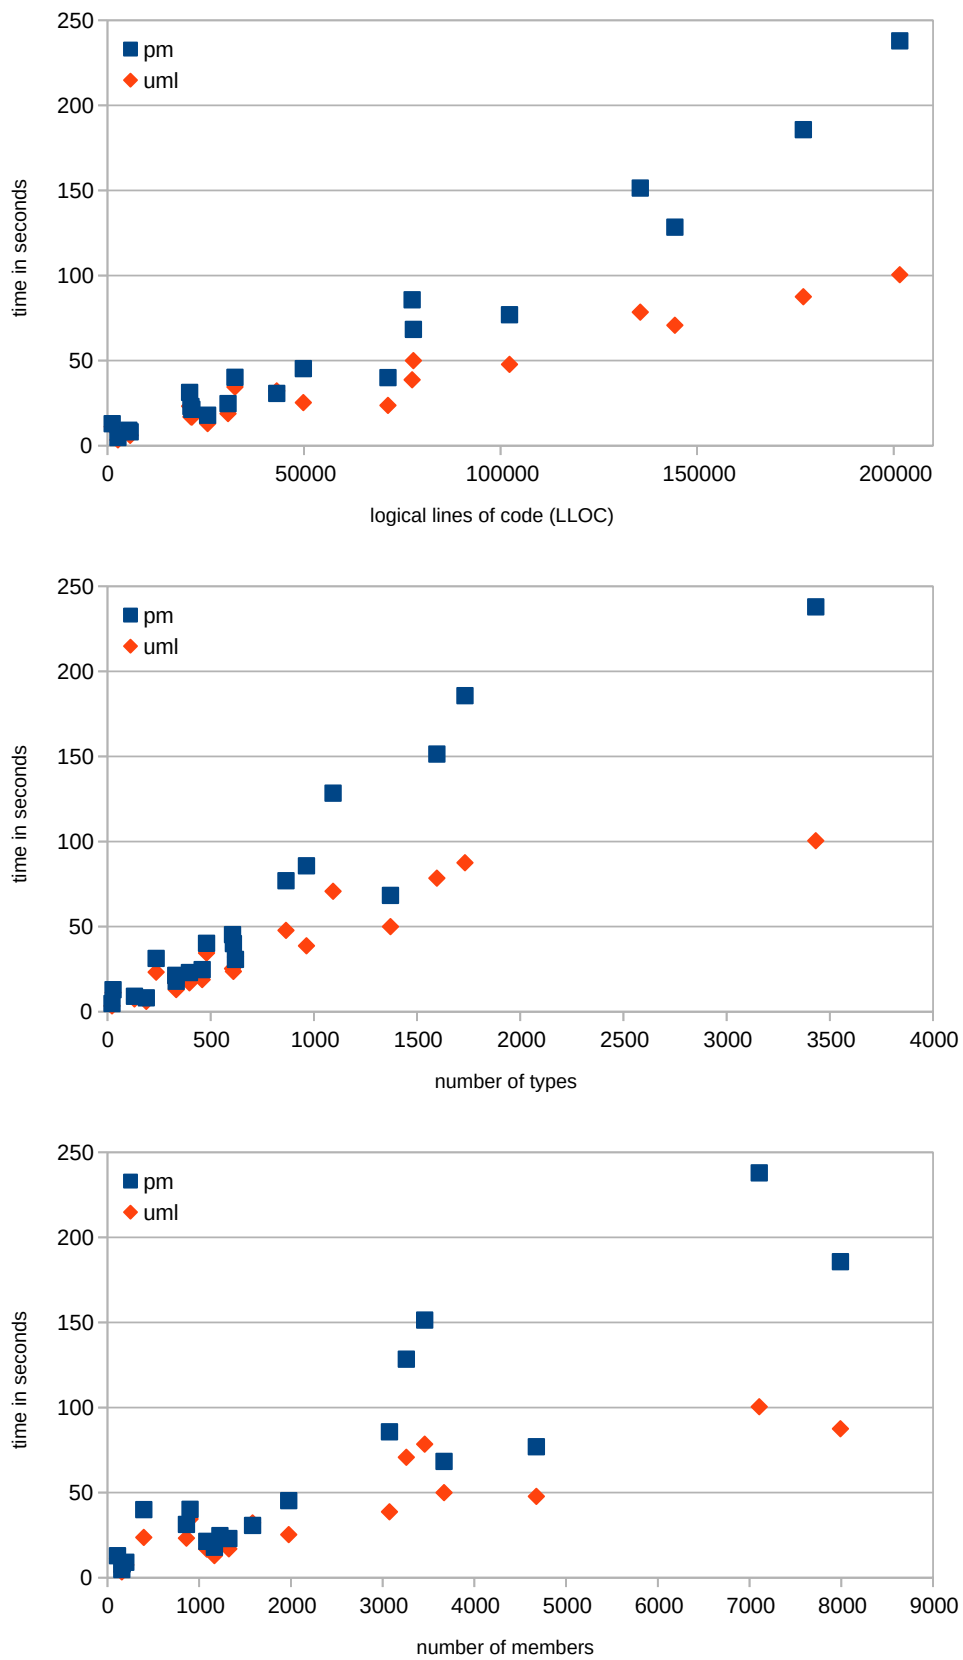 250
pm
uml
200
150
time in seconds
100
50
0
0 50000 100000 150000 200000
logical lines of code (LLOC)
250
pm
uml
200
150
time in seconds
100
50
0
0 500 1000 1500 2000 2500 3000 3500 4000
number of types
250
pm
uml
200
150
time in seconds
100
50
0
0 1000 2000 3000 4000 5000 6000 7000 8000 9000
number of members